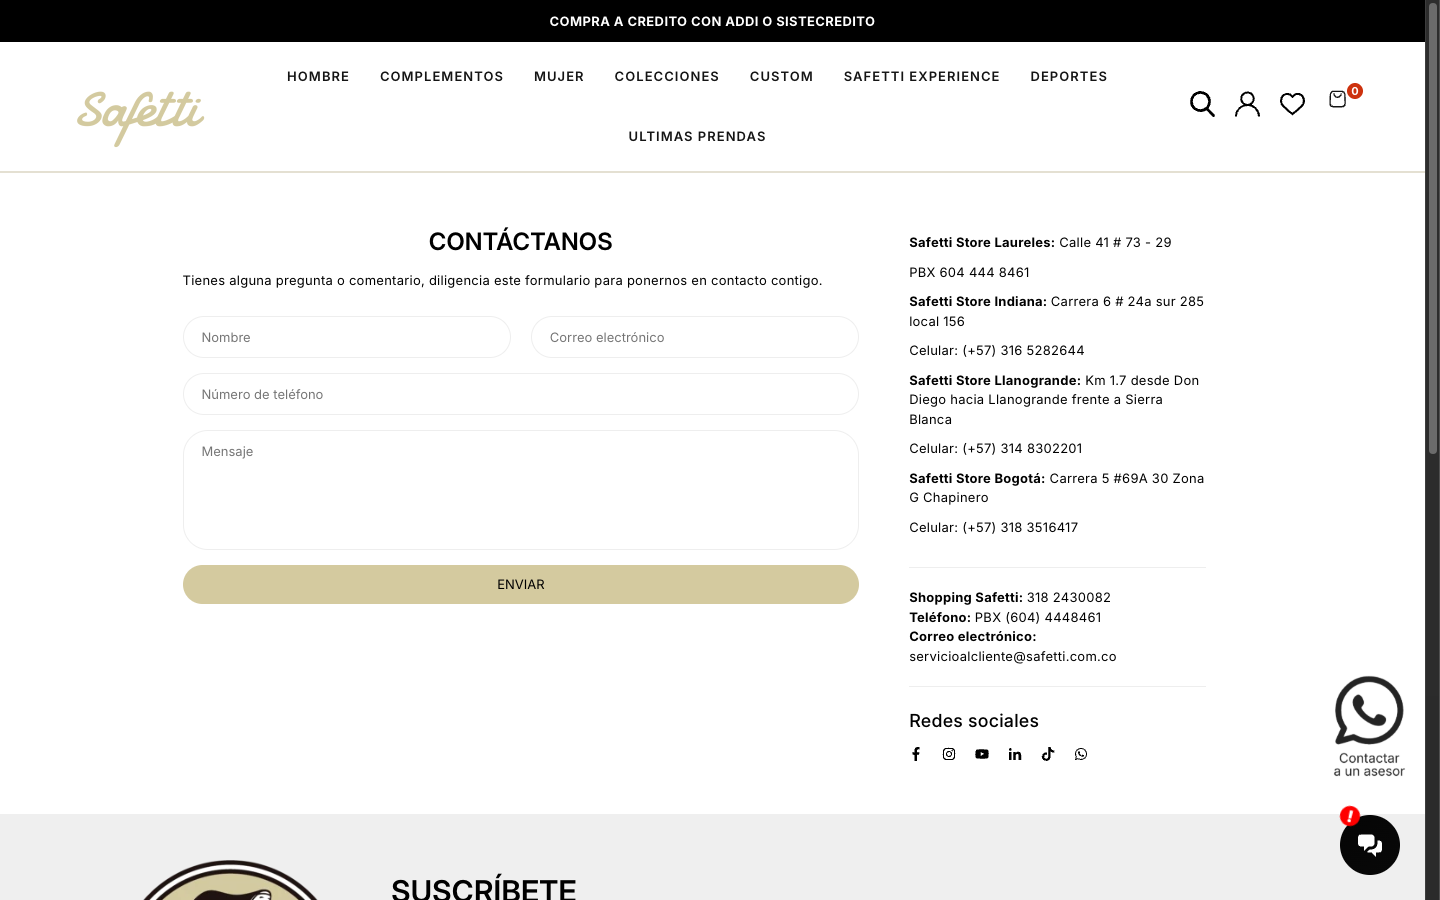 COMPRA A CREDITO CON ADDI O SISTECREDITO
Safetti
HOMBRE COMPLEMENTOS MUJER COLECCIONES CUSTOM SAFETTI EXPERIENCE DEPORTES
ULTIMAS PRENDAS
0
CONTÁCTANOS
Tienes alguna pregunta o comentario, diligencia este formulario para ponernos en contacto contigo.
Nombre
Correo electrónico
Número de teléfono
Mensaje
ENVIAR
Safetti Store Laureles: Calle 41 # 73 - 29
PBX 604 444 8461
Safetti Store Indiana: Carrera 6 # 24a sur 285
local 156
Celular: (+57) 316 5282644
Safetti Store Llanogrande: Km 1.7 desde Don
Diego hacia Llanogrande frente a Sierra
Blanca
Celular: (+57) 314 8302201
Safetti Store Bogotá: Carrera 5 #69A 30 Zona
G Chapinero
Celular: (+57) 318 3516417
Shopping Safetti: 318 2430082
Teléfono: PBX (604) 4448461
Correo electrónico:
servicioalcliente@safetti.com.co
Redes sociales
Contactar
a un asesor
!
SUSCRÍBETE